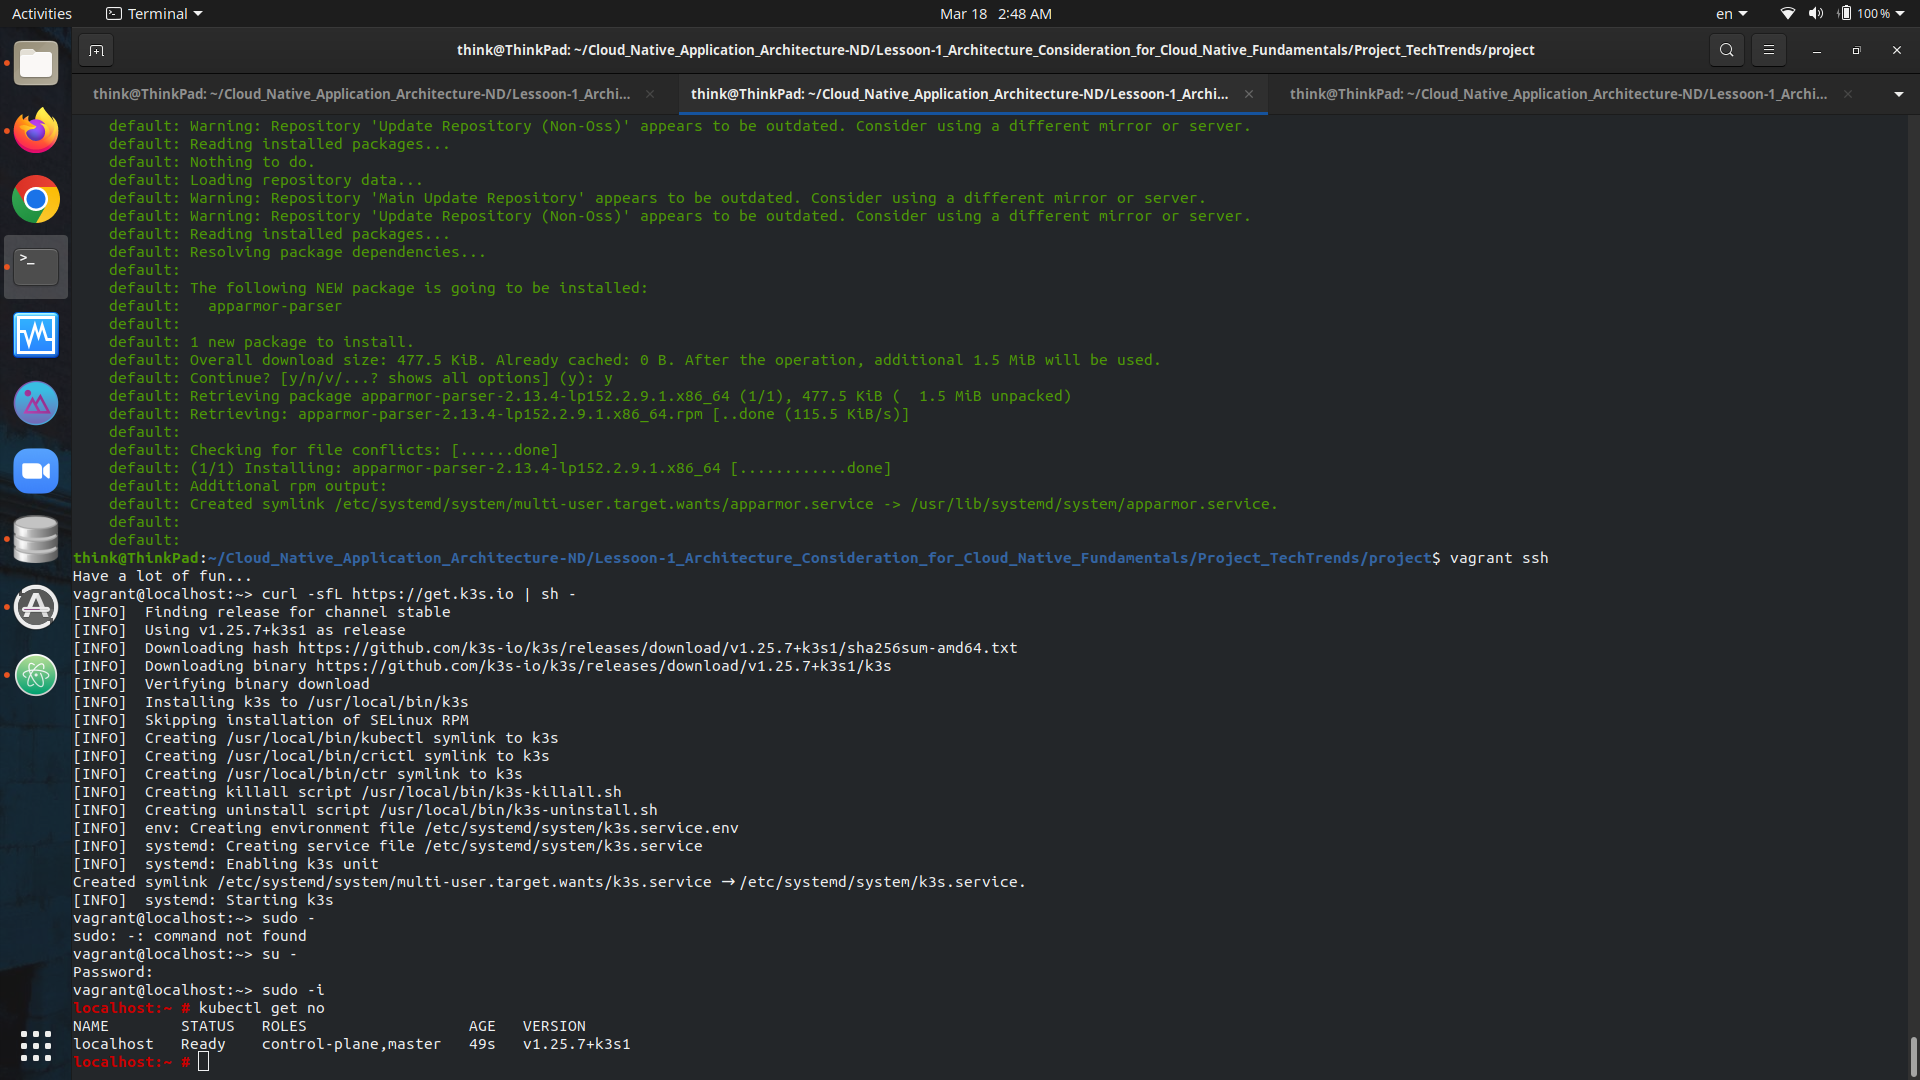 Activities
Terminal
Mar 18 2:48 AM
en
100 %
think@ThinkPad: ~/Cloud_Native_Application_Architecture-ND/Lessoon-1_Architecture_Consideration_for_Cloud_Native_Fundamentals/Project_TechTrends/project
think@ThinkPad: ~/Cloud_Native_Application_Architecture-ND/Lessoon-1_Archi...
think@ThinkPad: ~/Cloud_Native_Application_Architecture-ND/Lessoon-1_Archi...
think@ThinkPad: ~/Cloud_Native_Application_Architecture-ND/Lessoon-1_Archi...
default: Warning: Repository 'Update Repository (Non-Oss)' appears to be outdated. Consider using a different mirror or server.
default: Reading installed packages...
default: Nothing to do.
default: Loading repository data...
default: Warning: Repository 'Main Update Repository' appears to be outdated. Consider using a different mirror or server.
default: Warning: Repository 'Update Repository (Non-Oss)' appears to be outdated. Consider using a different mirror or server.
default: Reading installed packages...
default: Resolving package dependencies...
default:
default: The following NEW package is going to be installed:
default:   apparmor-parser
default:
default: 1 new package to install.
default: Overall download size: 477.5 KiB. Already cached: 0 B. After the operation, additional 1.5 MiB will be used.
default: Continue? [y/n/v/...? shows all options] (y): y
default: Retrieving package apparmor-parser-2.13.4-lp152.2.9.1.x86_64 (1/1), 477.5 KiB (  1.5 MiB unpacked)
default: Retrieving: apparmor-parser-2.13.4-lp152.2.9.1.x86_64.rpm [..done (115.5 KiB/s)]
default:
default: Checking for file conflicts: [......done]
default: (1/1) Installing: apparmor-parser-2.13.4-lp152.2.9.1.x86_64 [............done]
default: Additional rpm output:
default: Created symlink /etc/systemd/system/multi-user.target.wants/apparmor.service -> /usr/lib/systemd/system/apparmor.service.
default:
default:
think@ThinkPad:~/Cloud_Native_Application_Architecture-ND/Lessoon-1_Architecture_Consideration_for_Cloud_Native_Fundamentals/Project_TechTrends/project$ vagrant ssh
Have a lot of fun...
vagrant@localhost:~> curl -sfL https://get.k3s.io | sh -
[INFO]  Finding release for channel stable
[INFO]  Using v1.25.7+k3s1 as release
[INFO]  Downloading hash https://github.com/k3s-io/k3s/releases/download/v1.25.7+k3s1/sha256sum-amd64.txt
[INFO]  Downloading binary https://github.com/k3s-io/k3s/releases/download/v1.25.7+k3s1/k3s
[INFO]  Verifying binary download
[INFO]  Installing k3s to /usr/local/bin/k3s
[INFO]  Skipping installation of SELinux RPM
[INFO]  Creating /usr/local/bin/kubectl symlink to k3s
[INFO]  Creating /usr/local/bin/crictl symlink to k3s
[INFO]  Creating /usr/local/bin/ctr symlink to k3s
[INFO]  Creating killall script /usr/local/bin/k3s-killall.sh
[INFO]  Creating uninstall script /usr/local/bin/k3s-uninstall.sh
[INFO]  env: Creating environment file /etc/systemd/system/k3s.service.env
[INFO]  systemd: Creating service file /etc/systemd/system/k3s.service
[INFO]  systemd: Enabling k3s unit
Created symlink /etc/systemd/system/multi-user.target.wants/k3s.service → /etc/systemd/system/k3s.service.
[INFO]  systemd: Starting k3s
vagrant@localhost:~> sudo -
sudo: -: command not found
vagrant@localhost:~> su -
Password:
vagrant@localhost:~> sudo -i
localhost:~ # kubectl get no
NAME        STATUS   ROLES                  AGE   VERSION
localhost   Ready    control-plane,master   49s   v1.25.7+k3s1
localhost:~ #